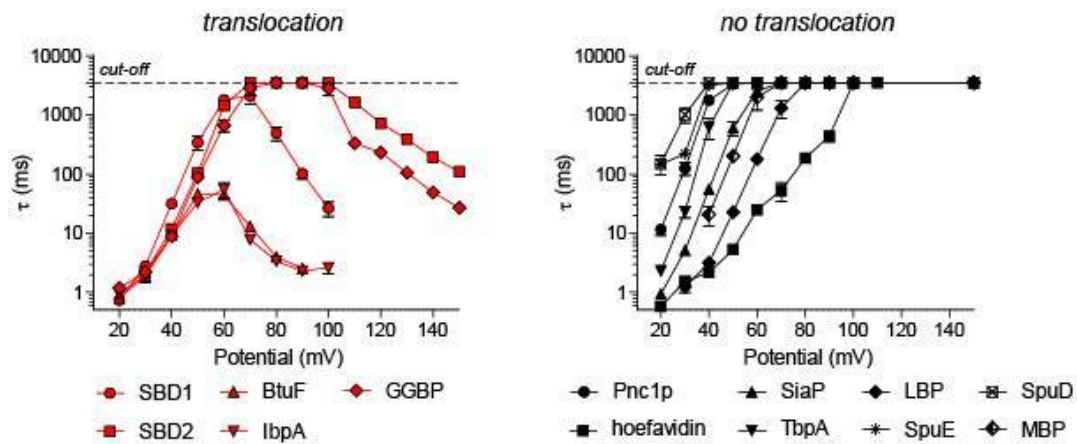 translocation
10000
cut-off
1000
100
10
1
τ (ms)
20 40 60 80 100 120 140
Potential (mV)
SBD1 BtuF GGBP
SBD2 IbpA
no translocation
10000
cut-off
1000
100
10
1
τ (ms)
20 40 60 80 100 120 140
Potential (mV)
Pnc1p SiaP LBP SpuD
hoefavidin TbpA SpuE MBP